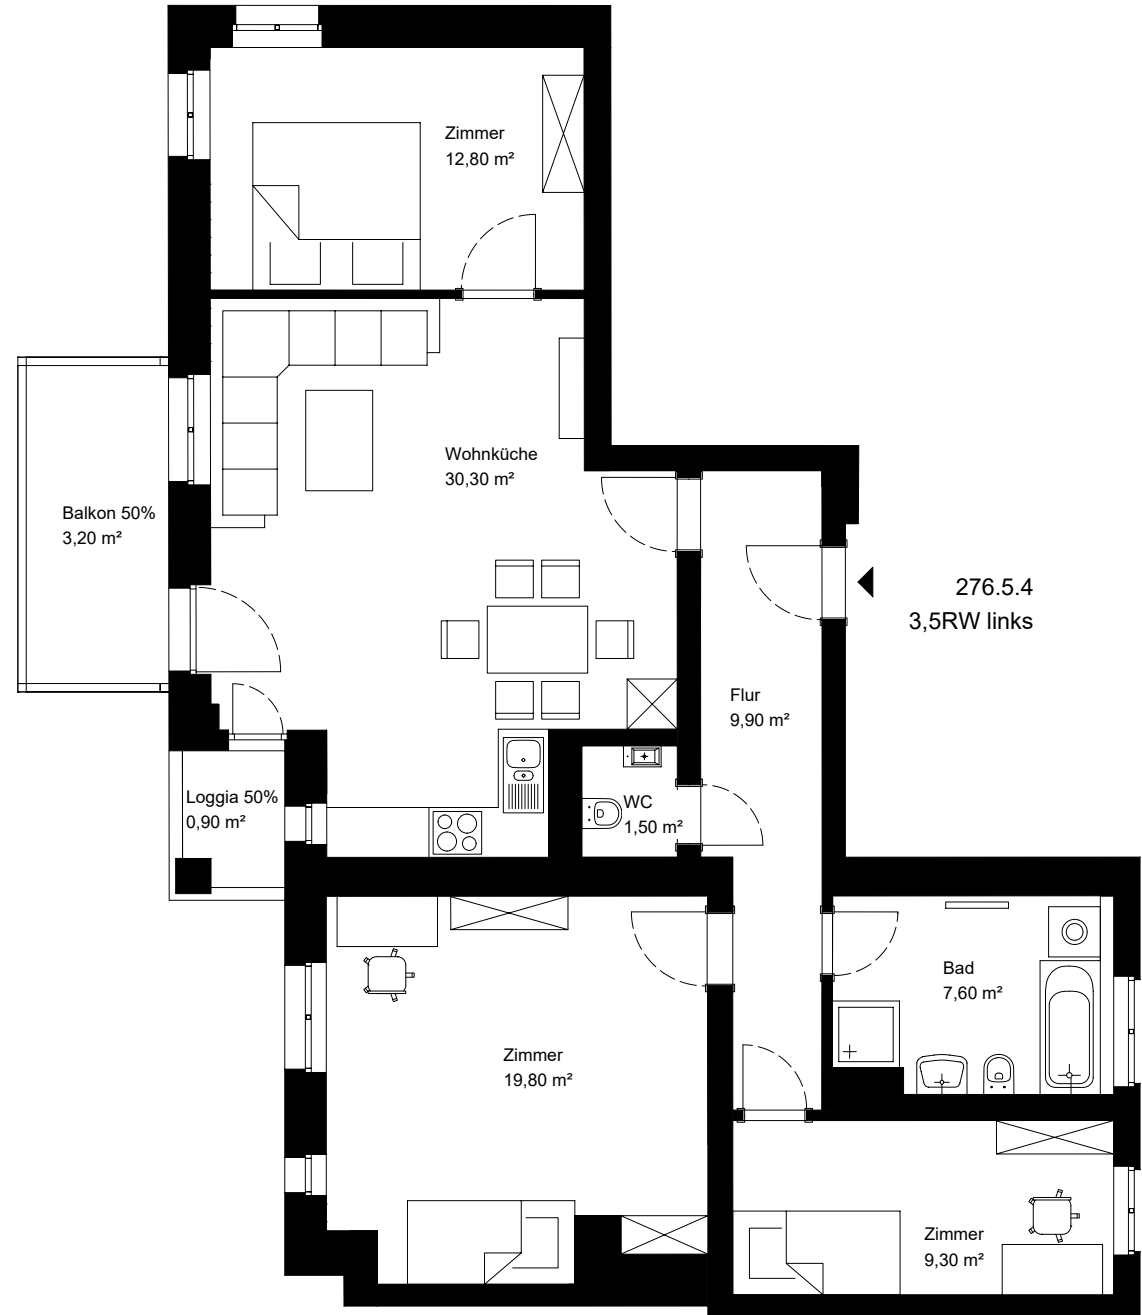 Zimmer
12,80 m²
Wohnküche
30,30 m²
Balkon 50%
3,20 m²
276.5.4
3,5RW links
Flur
9,90 m²
Loggia 50%
0,90 m²
WC
1,50 m²
Bad
7,60 m²
Zimmer
19,80 m²
Zimmer
9,30 m²